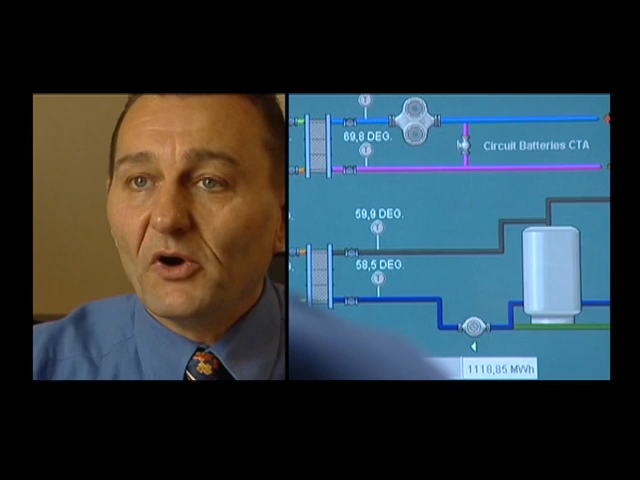 69,8 DEG.
Circuit Batteries CTA
59,9 DEG.
58,5 DEG.
1118,85 MWh